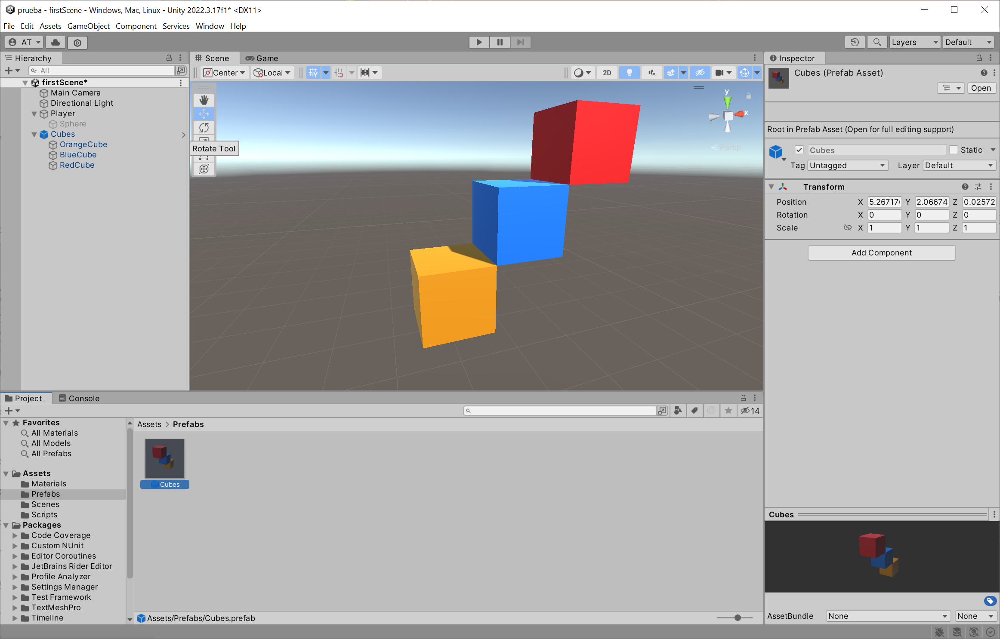 prueba - firstScene - Windows, Mac, Linux - Unity 2022.3.17f1* <DX11>
File Edit Assets GameObject Component Services Window Help
AT
Layers
Default
Hierarchy
All
firstScene*
Main Camera
Directional Light
Player
Sphere
Cubes
OrangeCube
BlueCube
RedCube
Scene
Game
Center
Local
2D
y
x
Persp
Rotate Tool
Inspector
Cubes (Prefab Asset)
Open
Root in Prefab Asset (Open for full editing support)
Cubes
Static
Tag Untagged Layer Default
Transform
Position X 5.26717 Y 2.06674 Z 0.02572
Rotation X 0 Y 0 Z 0
Scale X 1 Y 1 Z 1
Add Component
Project
Console
14
Favorites
All Materials
All Models
All Prefabs
Assets
Materials
Prefabs
Scenes
Scripts
Packages
Code Coverage
Custom NUnit
Editor Coroutines
JetBrains Rider Editor
Profile Analyzer
Settings Manager
Test Framework
TextMeshPro
Timeline
Assets > Prefabs
Cubes
Assets/Prefabs/Cubes.prefab
Cubes
AssetBundle None None